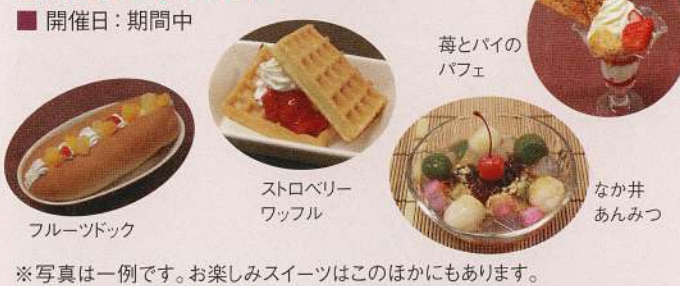 ■ 開催日：期間中
苺とパイの
パフェ
ストロベリー
ワッフル
なか井
あんみつ
フルーツドック
※写真は一例です。お楽しみスイーツはこのほかにもあります。